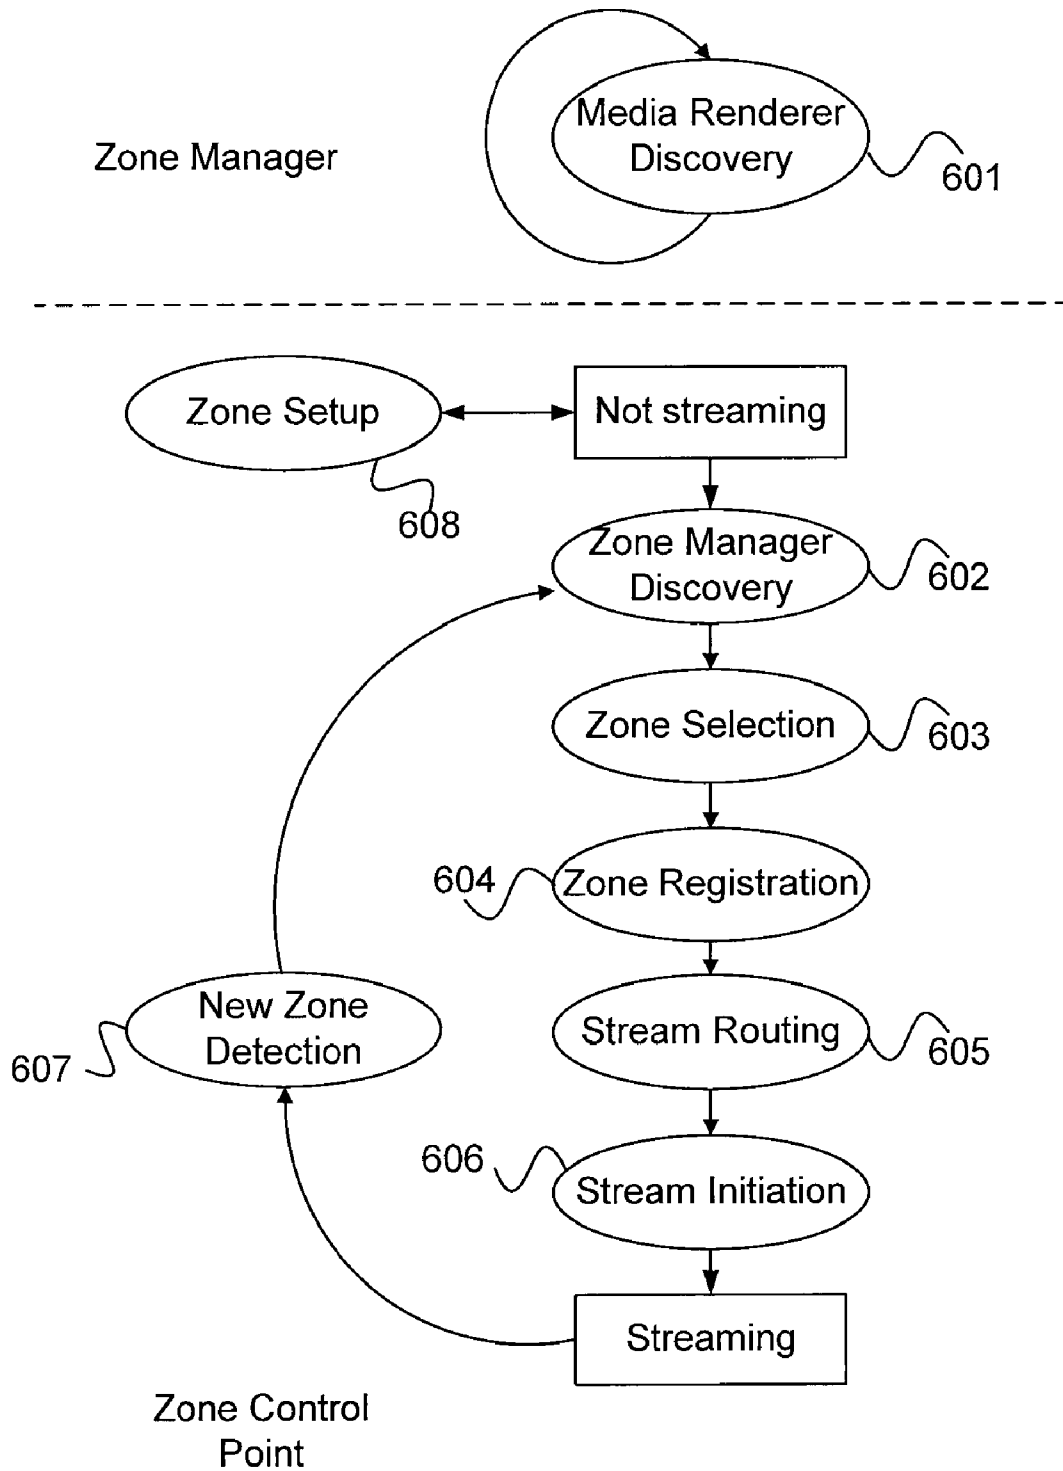 Media Renderer
Discovery
Zone Manager
601
Zone Setup
Not streaming
608
Zone Manager
Discovery
602
Zone Selection
603
604
Zone Registration
New Zone
Detection
607
Stream Routing
605
606
Stream Initiation
Streaming
Zone Control
Point